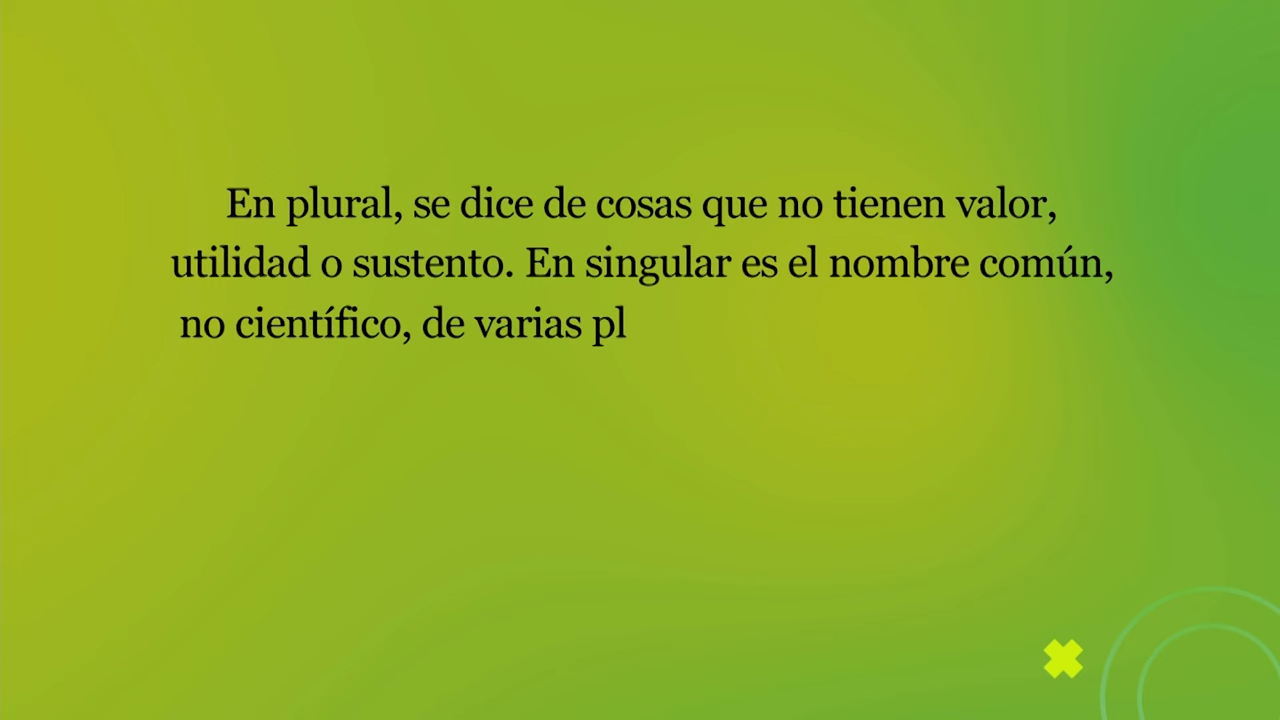 En plural, se dice de cosas que no tienen valor,
utilidad o sustento. En singular es el nombre común,
no científico, de varias pl